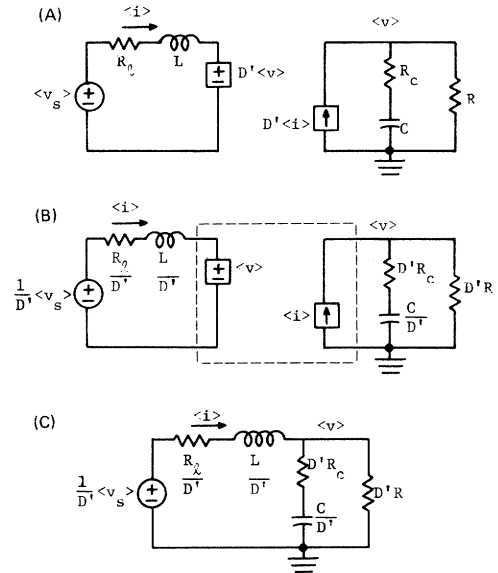 (A)
<i>
<v>
R_ℓ L
<v_s> D'<v>
R_c
R
D'<i>
C
(B)
<i>
<v>
R_ℓ/D' L/D'
<v>
1/D' <v_s>
D'R_c
D'R
<i>
C/D'
(C)
<i>
<v>
R_ℓ/D' L/D'
D'R_c
1/D' <v_s>
D'R
C/D'